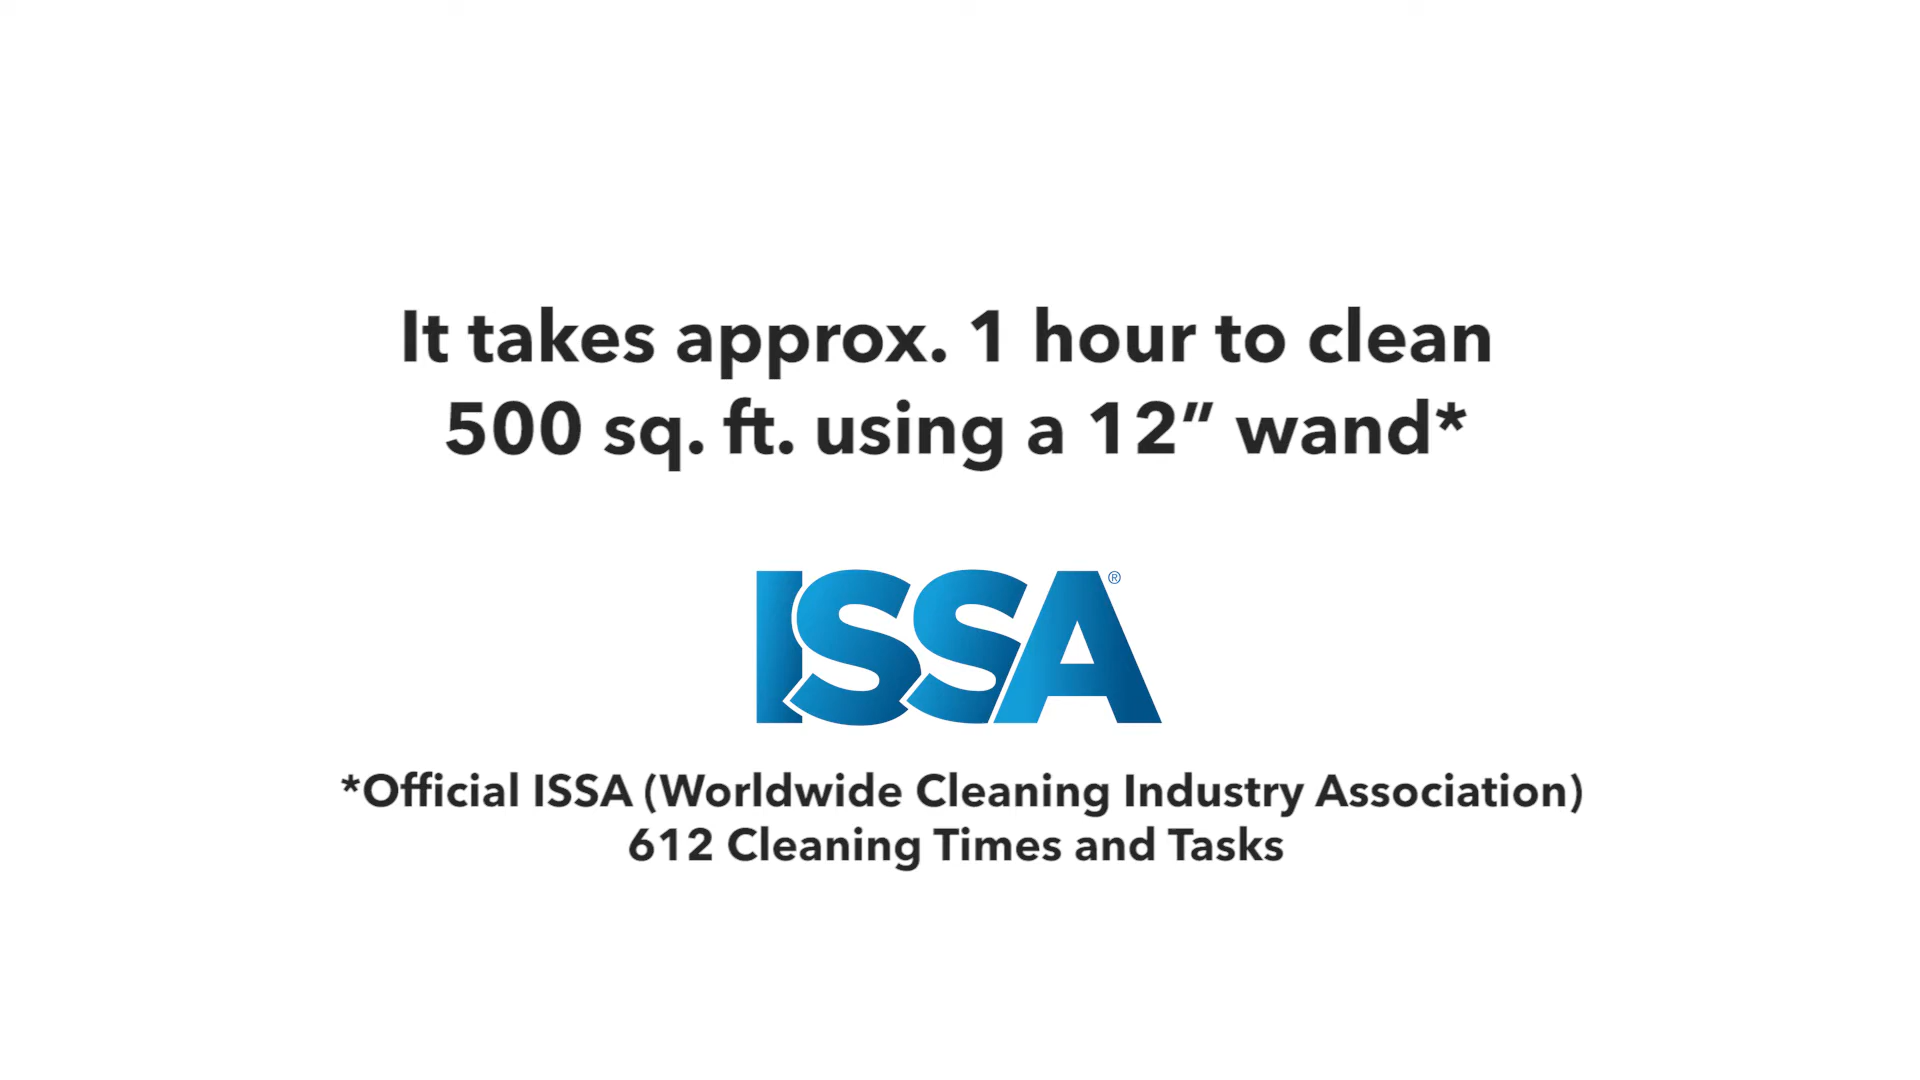 It takes approx. 1 hour to clean
500 sq. ft. using a 12” wand*
ISSA®
*Official ISSA (Worldwide Cleaning Industry Association)
612 Cleaning Times and Tasks